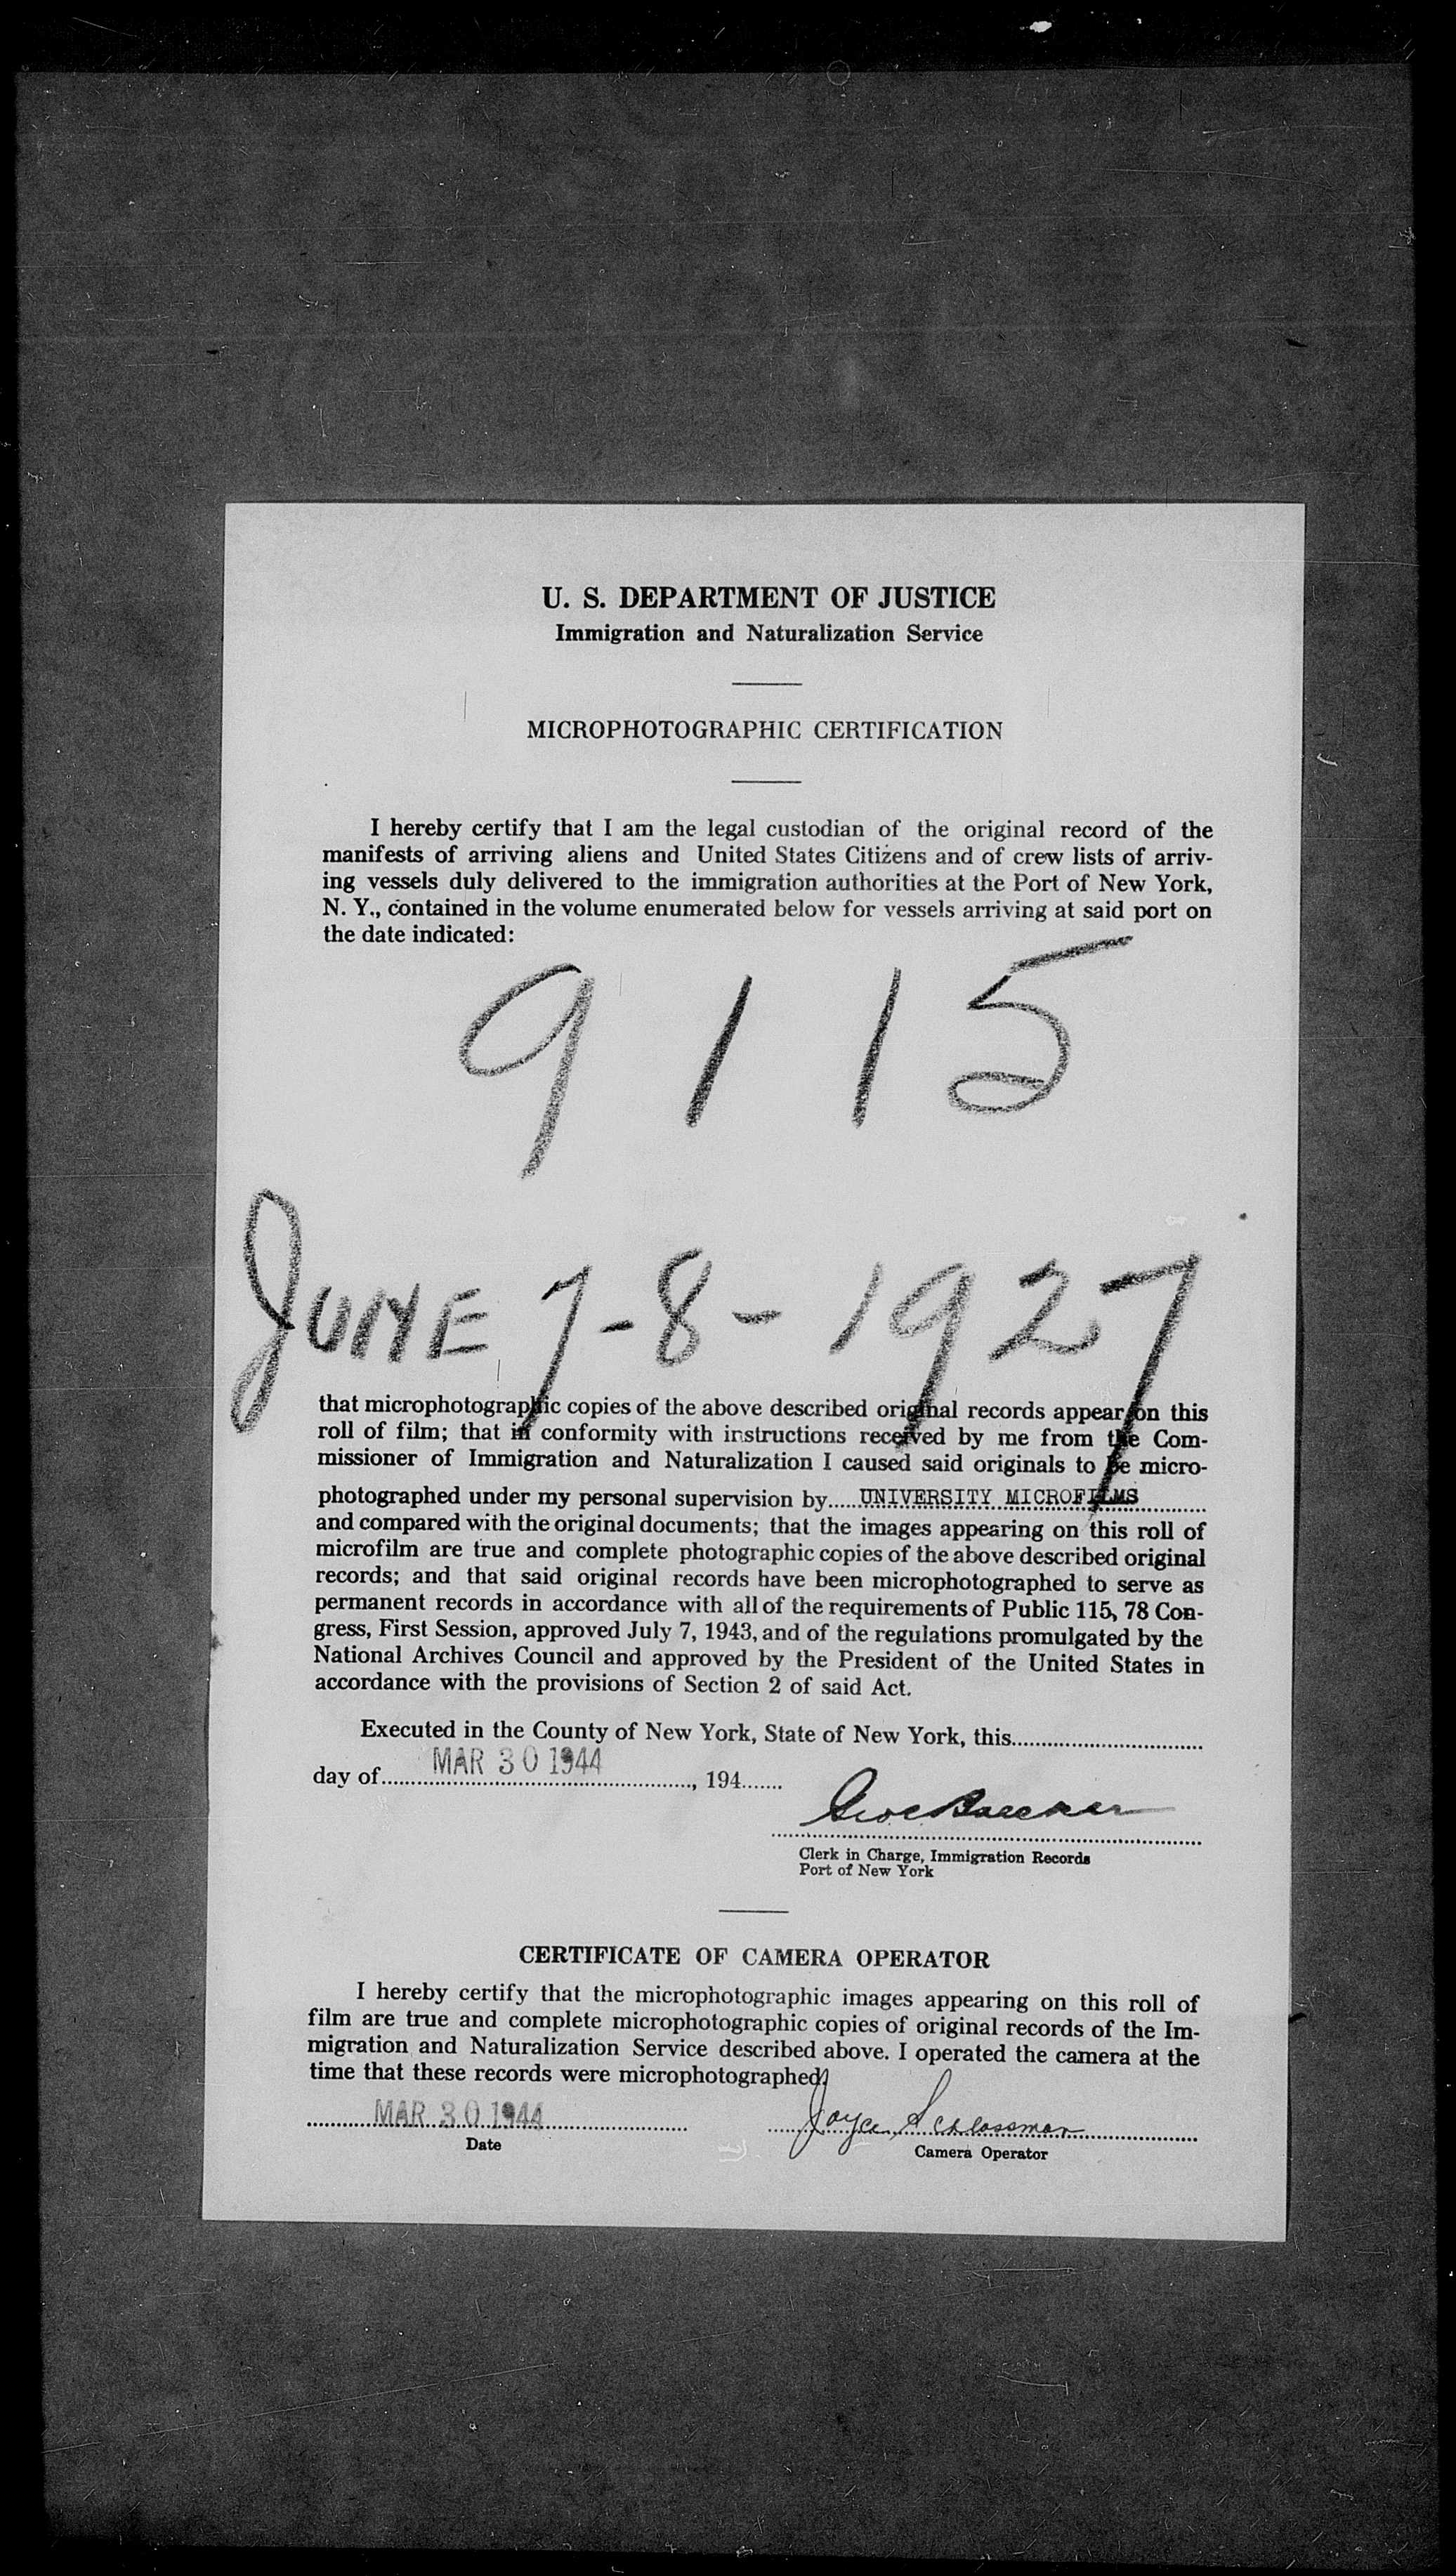 U. S. DEPARTMENT OF JUSTICE
Immigration and Naturalization Service
MICROPHOTOGRAPHIC CERTIFICATION
I hereby certify that I am the legal custodian of the original record of the
manifests of arriving aliens and United States Citizens and of crew lists of arriv-
ing vessels duly delivered to the immigration authorities at the Port of New York,
N. Y., contained in the volume enumerated below for vessels arriving at said port on
the date indicated:
9115
JUNE 7-8-1927
that microphotographic copies of the above described original records appear on this
roll of film; that in conformity with instructions received by me from the Com-
missioner of Immigration and Naturalization I caused said originals to be micro-
photographed under my personal supervision by.....UNIVERSITY MICROFILMS
and compared with the original documents; that the images appearing on this roll of
microfilm are true and complete photographic copies of the above described original
records; and that said original records have been microphotographed to serve as
permanent records in accordance with all of the requirements of Public 115, 78 Con-
gress, First Session, approved July 7, 1943, and of the regulations promulgated by the
National Archives Council and approved by the President of the United States in
accordance with the provisions of Section 2 of said Act.
Executed in the County of New York, State of New York, this
day of MAR 30 1944, 194
Clerk in Charge, Immigration Records
Port of New York
CERTIFICATE OF CAMERA OPERATOR
I hereby certify that the microphotographic images appearing on this roll of
film are true and complete microphotographic copies of original records of the Im-
migration and Naturalization Service described above. I operated the camera at the
time that these records were microphotographed.
MAR 30 1944 Joyce Schlossman
Date Camera Operator